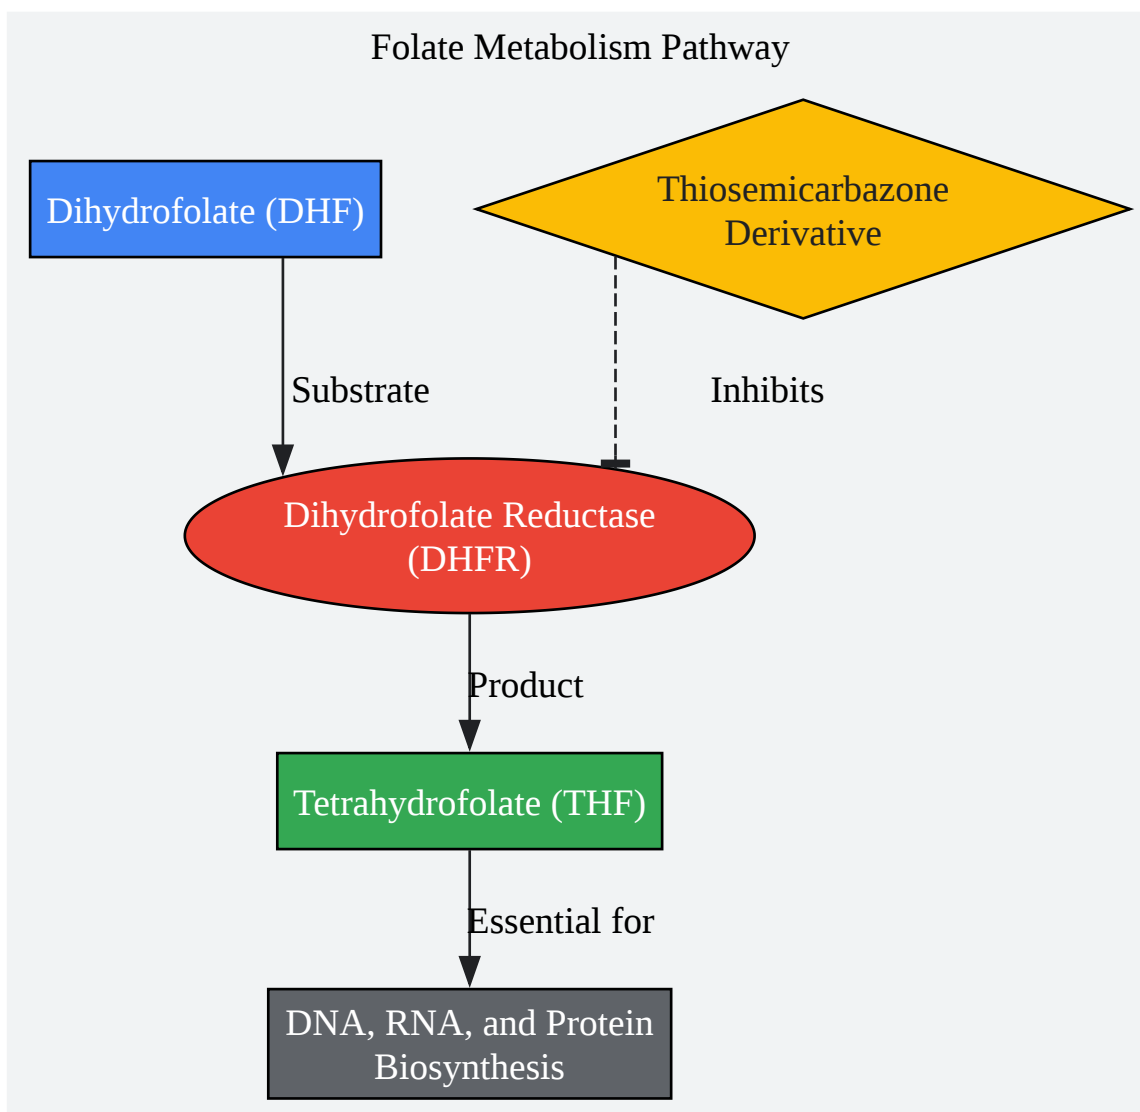 Folate Metabolism Pathway
Dihydrofolate (DHF)
Thiosemicarbazone
Derivative
Substrate
Inhibits
Dihydrofolate Reductase
(DHFR)
Product
Tetrahydrofolate (THF)
Essential for
DNA, RNA, and Protein
Biosynthesis